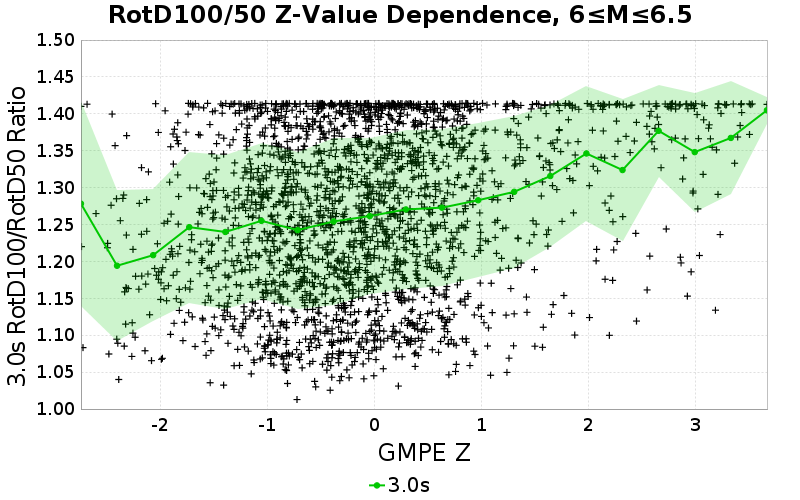 RotD100/50 Z-Value Dependence, 6≤M≤6.5
3.0s RotD100/RotD50 Ratio
1.50
1.45
1.40
1.35
1.30
1.25
1.20
1.15
1.10
1.05
1.00
-2 -1 0 1 2 3
GMPE Z
3.0s